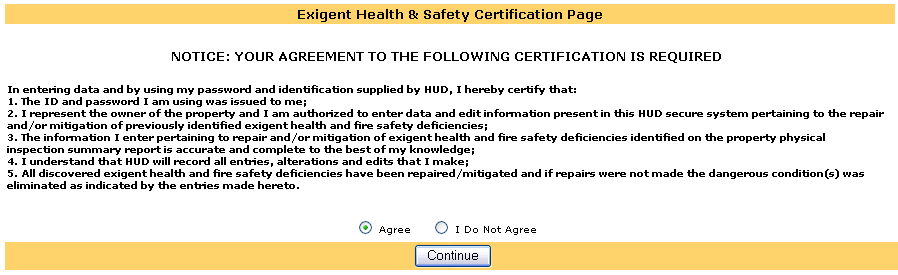 Exigent Health & Safety Certification Page
NOTICE: YOUR AGREEMENT TO THE FOLLOWING CERTIFICATION IS REQUIRED
In entering data and by using my password and identification supplied by HUD, I hereby certify that:
1. The ID and password I am using was issued to me;
2. I represent the owner of the property and I am authorized to enter data and edit information present in this HUD secure system pertaining to the repair
and/or mitigation of previously identified exigent health and fire safety deficiencies;
3. The information I enter pertaining to repair and/or mitigation of exigent health and fire safety deficiencies identified on the property physical
inspection summary report is accurate and complete to the best of my knowledge;
4. I understand that HUD will record all entries, alterations and edits that I make;
5. All discovered exigent health and fire safety deficiencies have been repaired/mitigated and if repairs were not made the dangerous condition(s) was
eliminated as indicated by the entries made hereto.
Agree I Do Not Agree
Continue